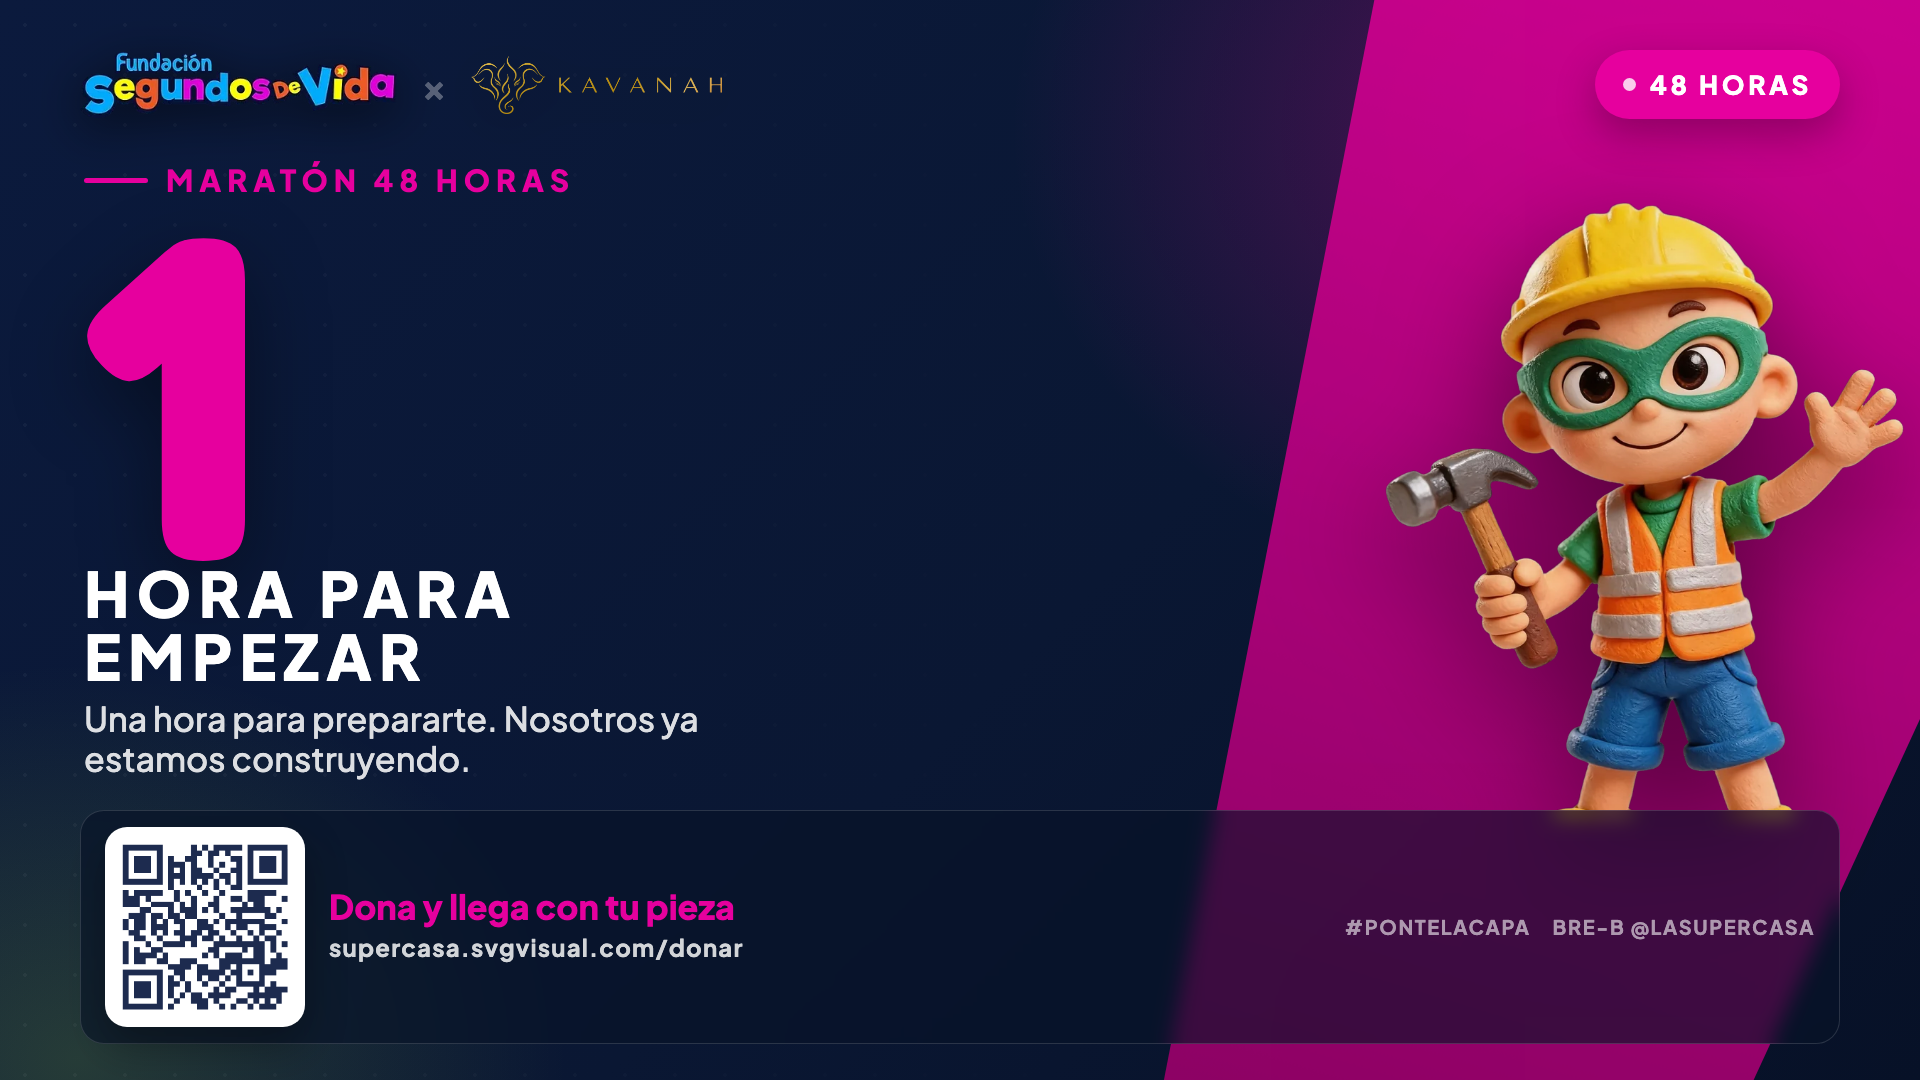 Fundación
Segundos DE Vida × KAVANAH
48 HORAS
MARATÓN 48 HORAS
1
HORA PARA
EMPEZAR
Una hora para prepararte. Nosotros ya
estamos construyendo.
Dona y llega con tu pieza
supercasa.svgvisual.com/donar
#PONTELACAPA BRE-B @LASUPERCASA